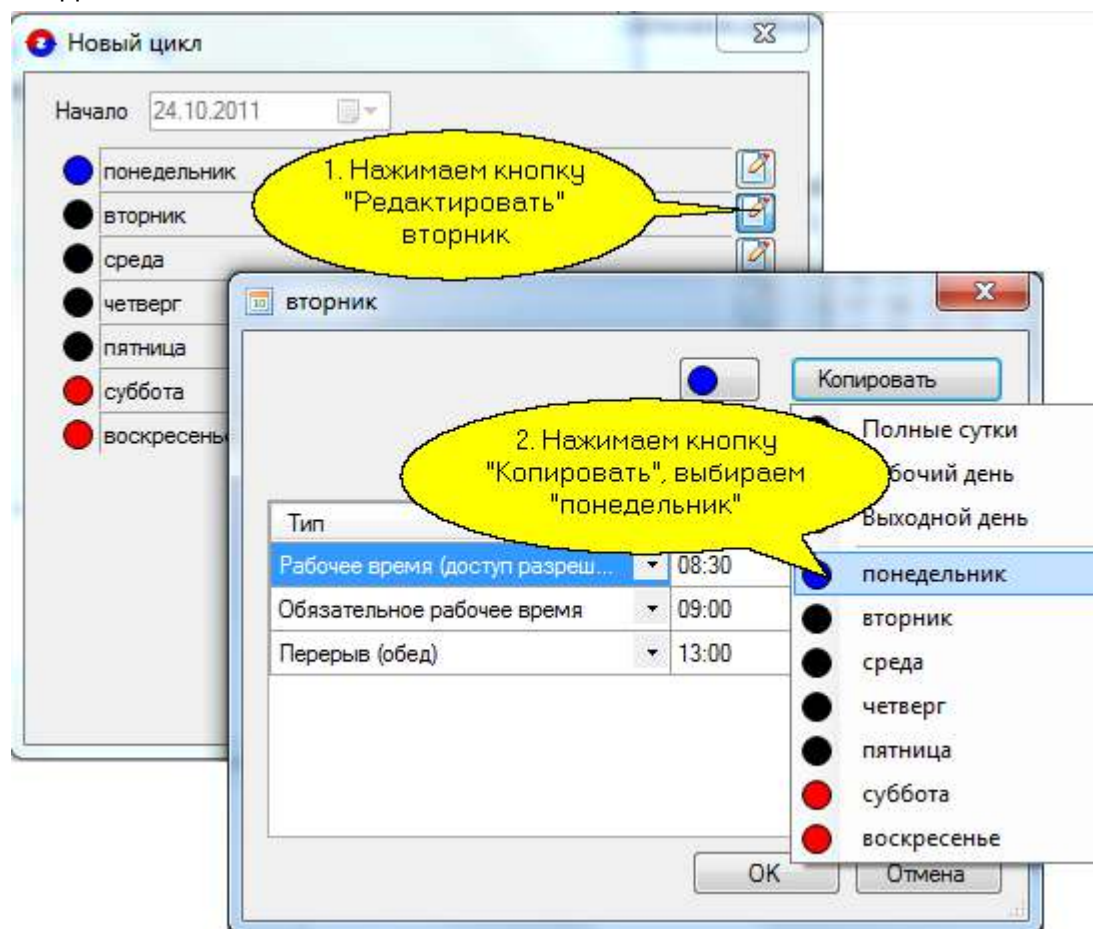 Новый цикл
Начало 24.10.2011
понедельник
вторник
среда
четверг
пятница
суббота
1. Нажимаем кнопку
"Редактировать"
вторник
вторник
Копировать
2. Нажимаем кнопку
"Копировать", выбираем
"понедельник"
Полные сутки
день
Выходной день
понедельник
вторник
среда
четверг
пятница
суббота
воскресенье
Тип
Рабочее время (доступ разреш... 08:30
Обязательное рабочее время 09:00
Перерыв (обед) 13:00
OK Отмена